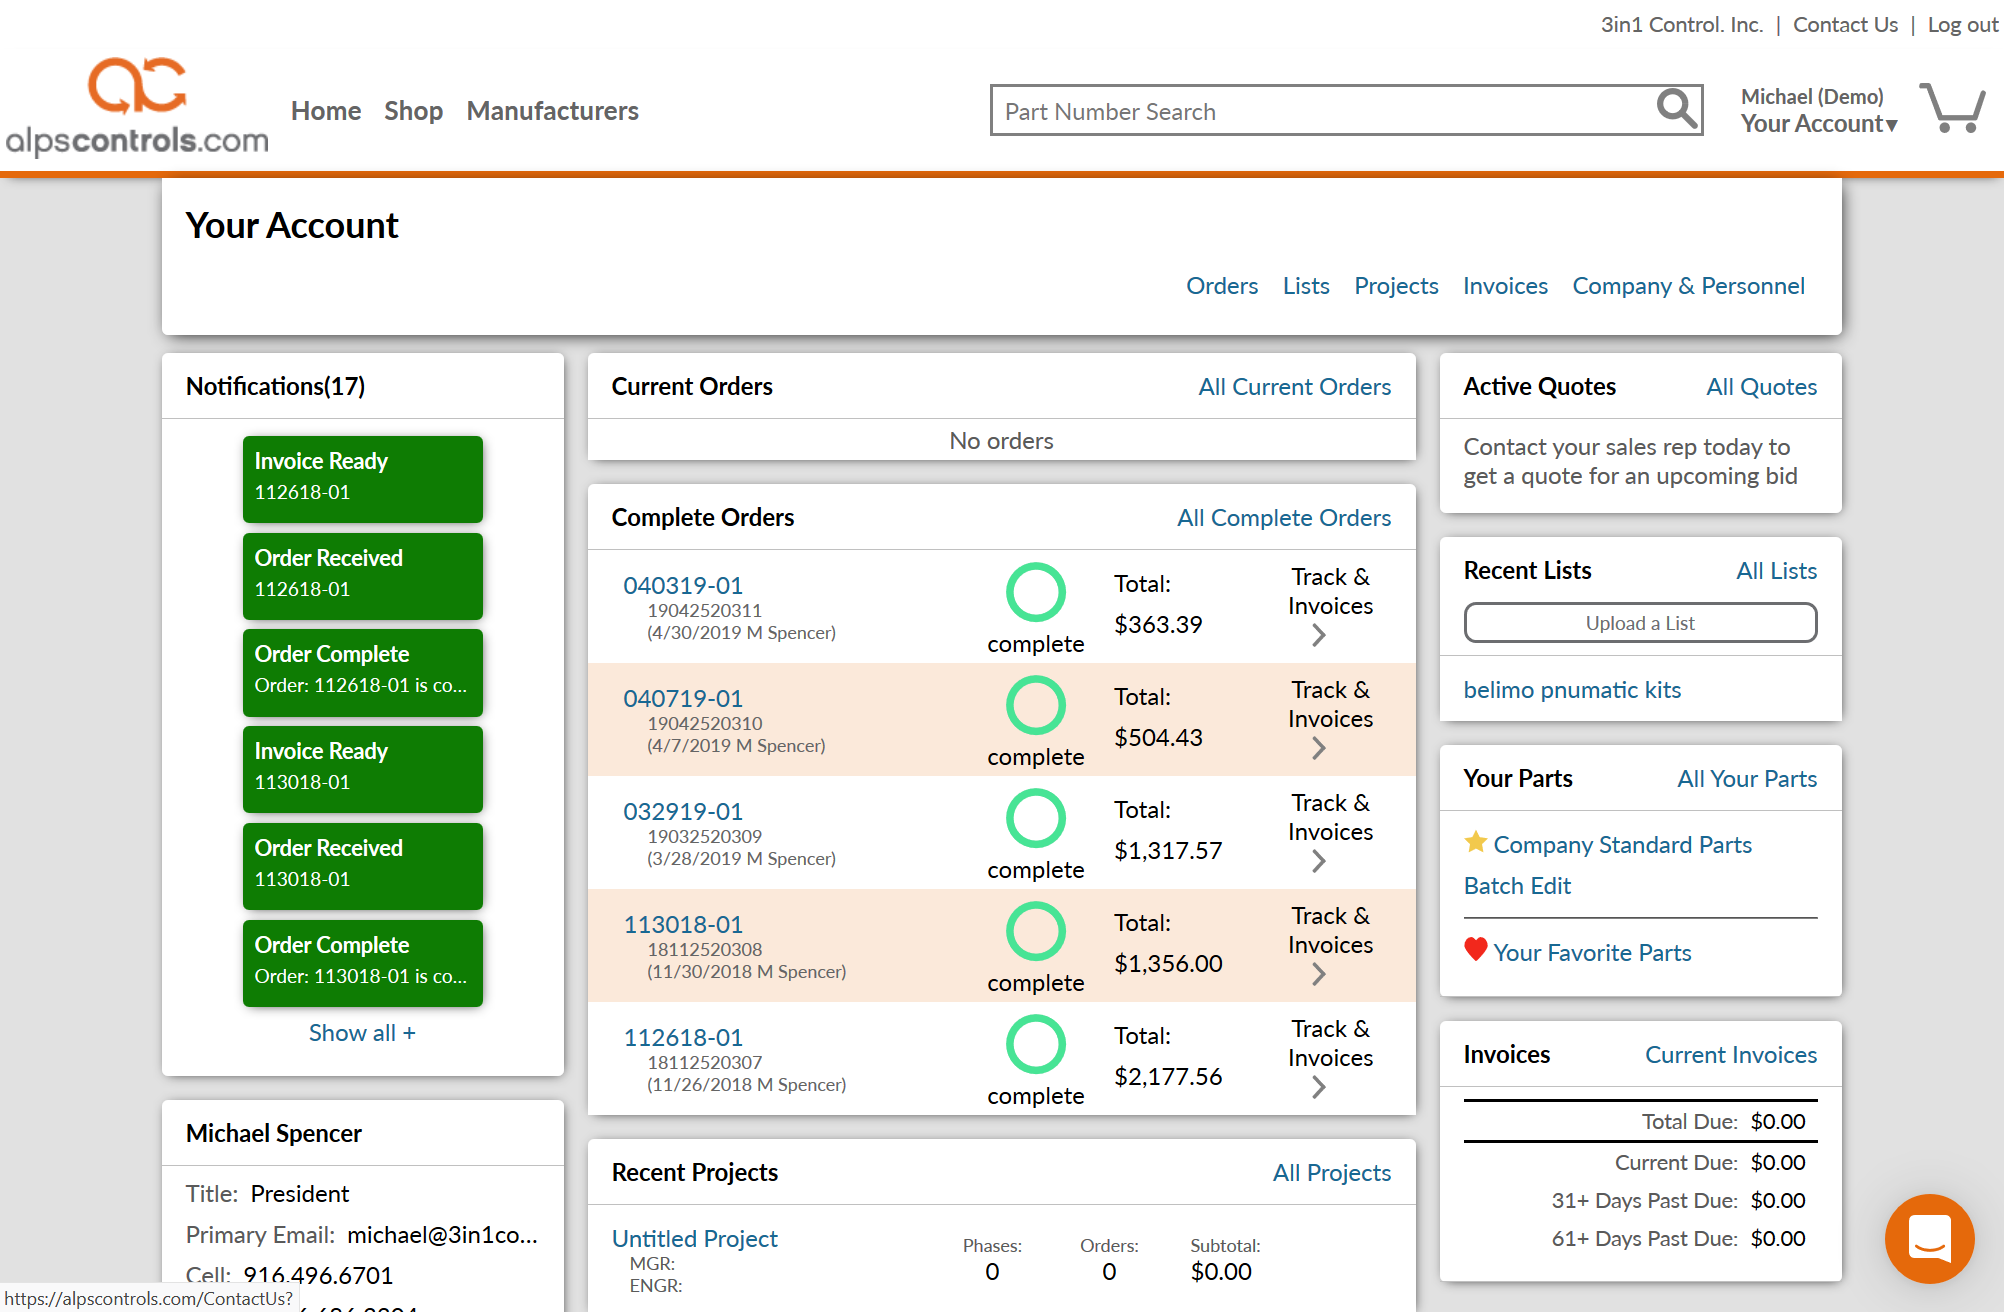 3in1 Control. Inc. | Contact Us | Log out
alpscontrols.com
Home Shop Manufacturers
Part Number Search
Michael (Demo)
Your Account▾
Your Account
Orders Lists Projects Invoices Company & Personnel
Notifications(17)
Invoice Ready
112618-01
Order Received
112618-01
Order Complete
Order: 112618-01 is co...
Invoice Ready
113018-01
Order Received
113018-01
Order Complete
Order: 113018-01 is co...
Show all +
Michael Spencer
Title: President
Primary Email: michael@3in1co...
Cell: 916.496.6701
https://alpscontrols.com/ContactUs?
Current Orders All Current Orders
No orders
Complete Orders All Complete Orders
040319-01
19042520311
(4/30/2019 M Spencer)
complete
Total:
$363.39
Track &
Invoices
040719-01
19042520310
(4/7/2019 M Spencer)
complete
Total:
$504.43
Track &
Invoices
032919-01
19032520309
(3/28/2019 M Spencer)
complete
Total:
$1,317.57
Track &
Invoices
113018-01
18112520308
(11/30/2018 M Spencer)
complete
Total:
$1,356.00
Track &
Invoices
112618-01
18112520307
(11/26/2018 M Spencer)
complete
Total:
$2,177.56
Track &
Invoices
Recent Projects All Projects
Untitled Project
MGR:
ENGR:
Phases:
0
Orders:
0
Subtotal:
$0.00
Active Quotes All Quotes
Contact your sales rep today to
get a quote for an upcoming bid
Recent Lists All Lists
Upload a List
belimo pnumatic kits
Your Parts All Your Parts
Company Standard Parts
Batch Edit
Your Favorite Parts
Invoices Current Invoices
Total Due: $0.00
Current Due: $0.00
31+ Days Past Due: $0.00
61+ Days Past Due: $0.00